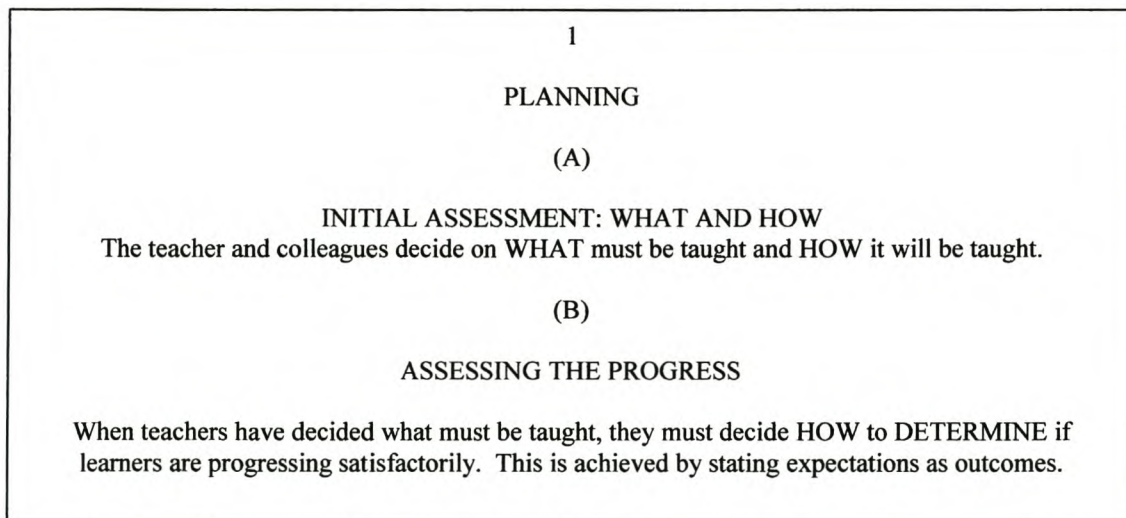 1
PLANNING
(A)
INITIAL ASSESSMENT: WHAT AND HOW
The teacher and colleagues decide on WHAT must be taught and HOW it will be taught.
(B)
ASSESSING THE PROGRESS
When teachers have decided what must be taught, they must decide HOW to DETERMINE if
learners are progressing satisfactorily.  This is achieved by stating expectations as outcomes.